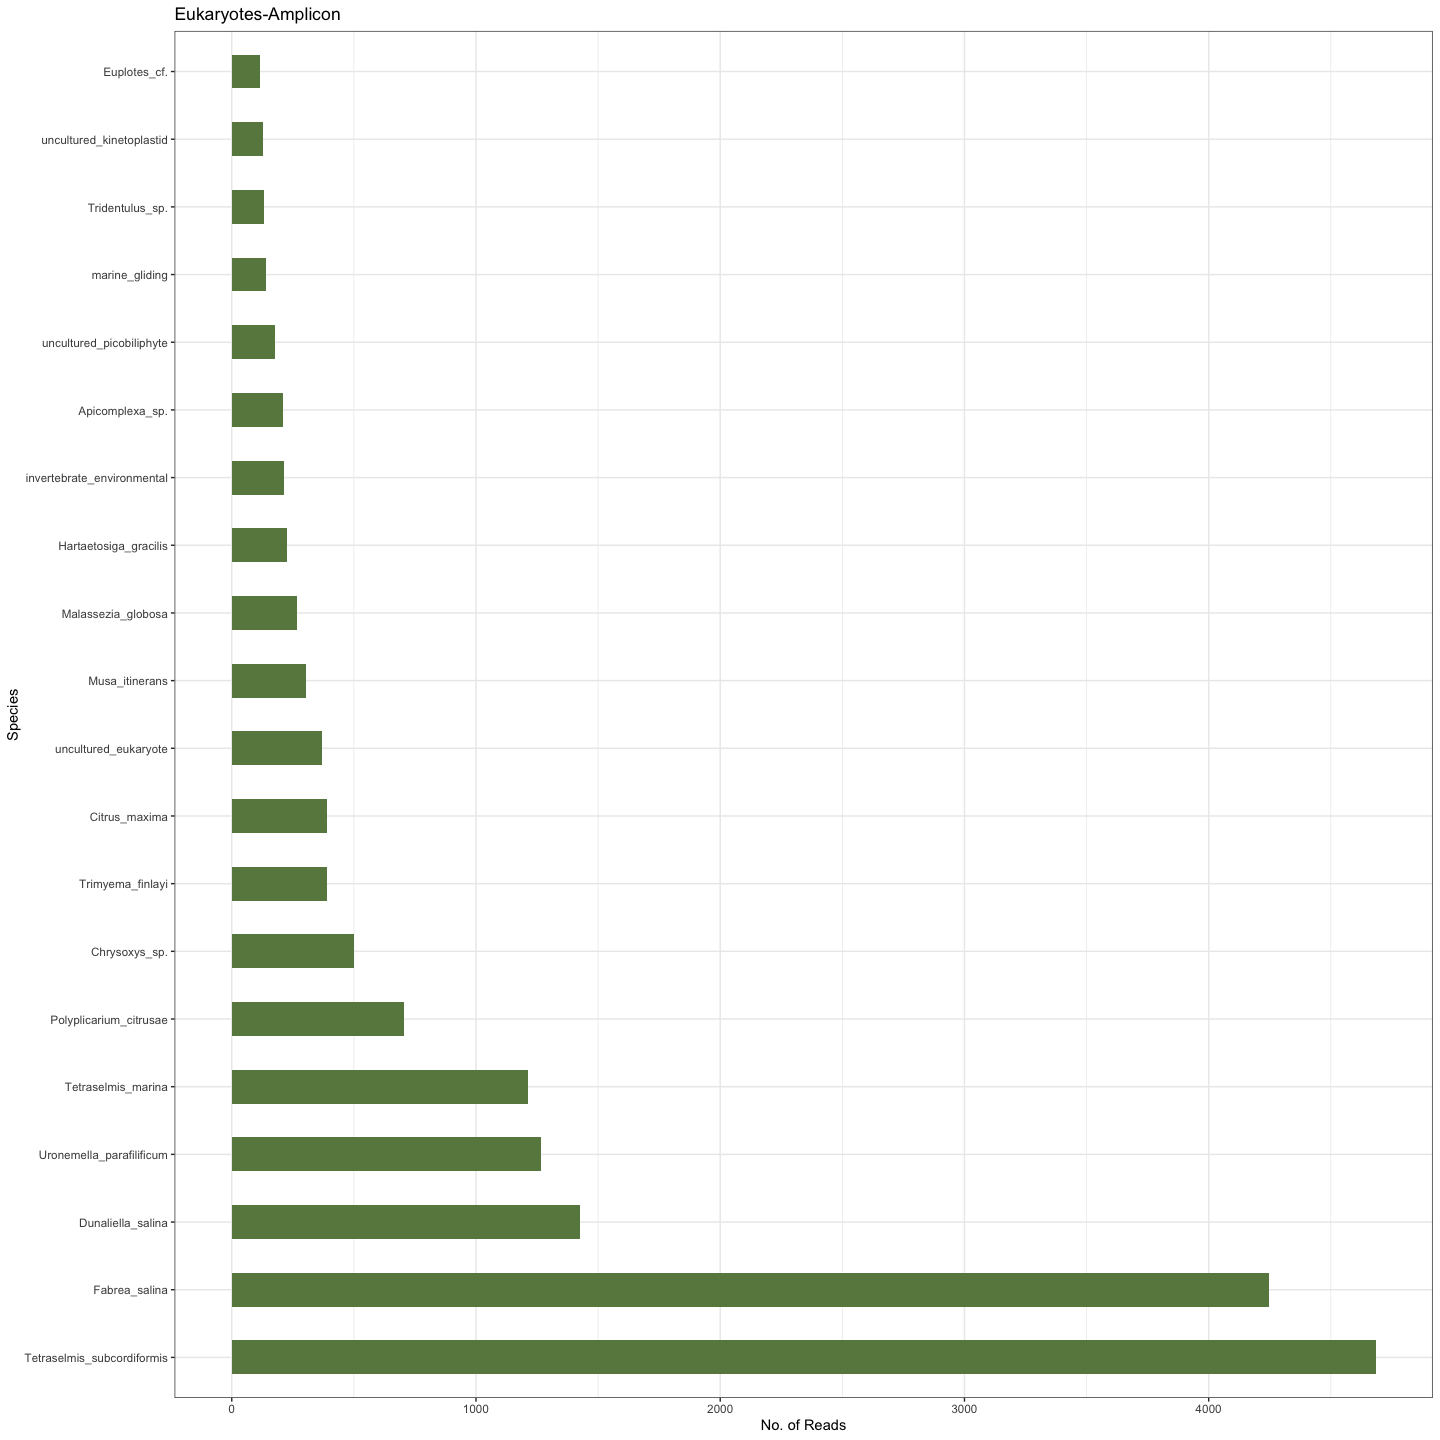 Eukaryotes-Amplicon
Species
Euplotes_cf.
uncultured_kinetoplastid
Tridentulus_sp.
marine_gliding
uncultured_picobiliphyte
Apicomplexa_sp.
invertebrate_environmental
Hartaetosiga_gracilis
Malassezia_globosa
Musa_itinerans
uncultured_eukaryote
Citrus_maxima
Trimyema_finlayi
Chrysoxys_sp.
Polyplicarium_citrusae
Tetraselmis_marina
Uronemella_parafilificum
Dunaliella_salina
Fabrea_salina
Tetraselmis_subcordiformis
0 1000 2000 3000 4000
No. of Reads